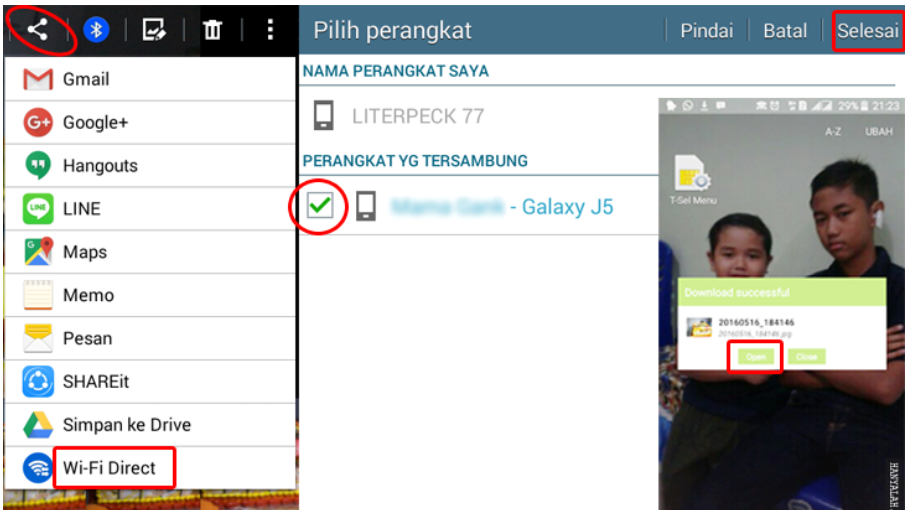 Gmail
Google+
Hangouts
LINE
Maps
Memo
Pesan
SHAREit
Simpan ke Drive
Wi-Fi Direct
Pilih perangkat
Pindai
Batal
Selesai
NAMA PERANGKAT SAYA
LITERPECK 77
PERANGKAT YG TERSAMBUNG
- Galaxy J5
29% 21:23
A-Z UBAH
T-Sel Menu
Download successful
20160516_184146
20160516_184146.jpg
Open Close
HANYALAH